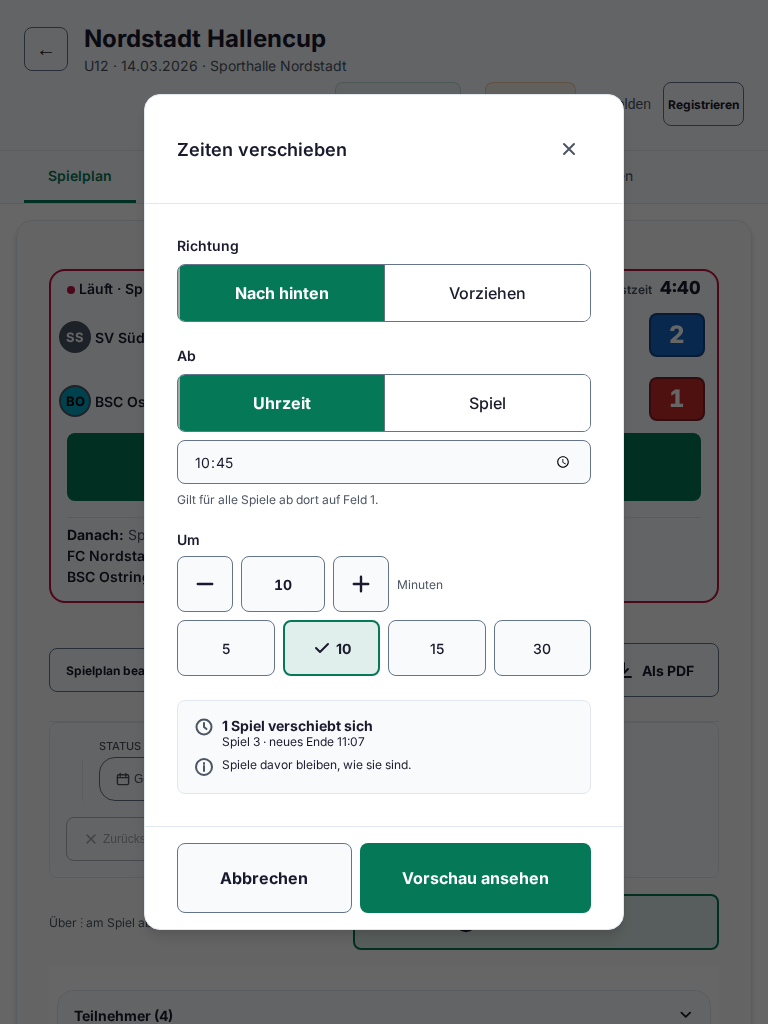 ←
Nordstadt Hallencup
U12 · 14.03.2026 · Sporthalle Nordstadt
lden
Registrieren
Spielplan
en
Läuft · Sp
stzeit 4:40
SS SV Süd
2
BO BSC Os
1
Danach: Sp
FC Nordsta
BSC Ostring
Spielplan bea
Als PDF
STATUS
G
Zurücks
Über ⋮ am Spiel a
Teilnehmer (4)
Zeiten verschieben
Richtung
Nach hinten
Vorziehen
Ab
Uhrzeit
Spiel
10:45
Gilt für alle Spiele ab dort auf Feld 1.
Um
10
Minuten
5
10
15
30
1 Spiel verschiebt sich
Spiel 3 · neues Ende 11:07
Spiele davor bleiben, wie sie sind.
Abbrechen
Vorschau ansehen